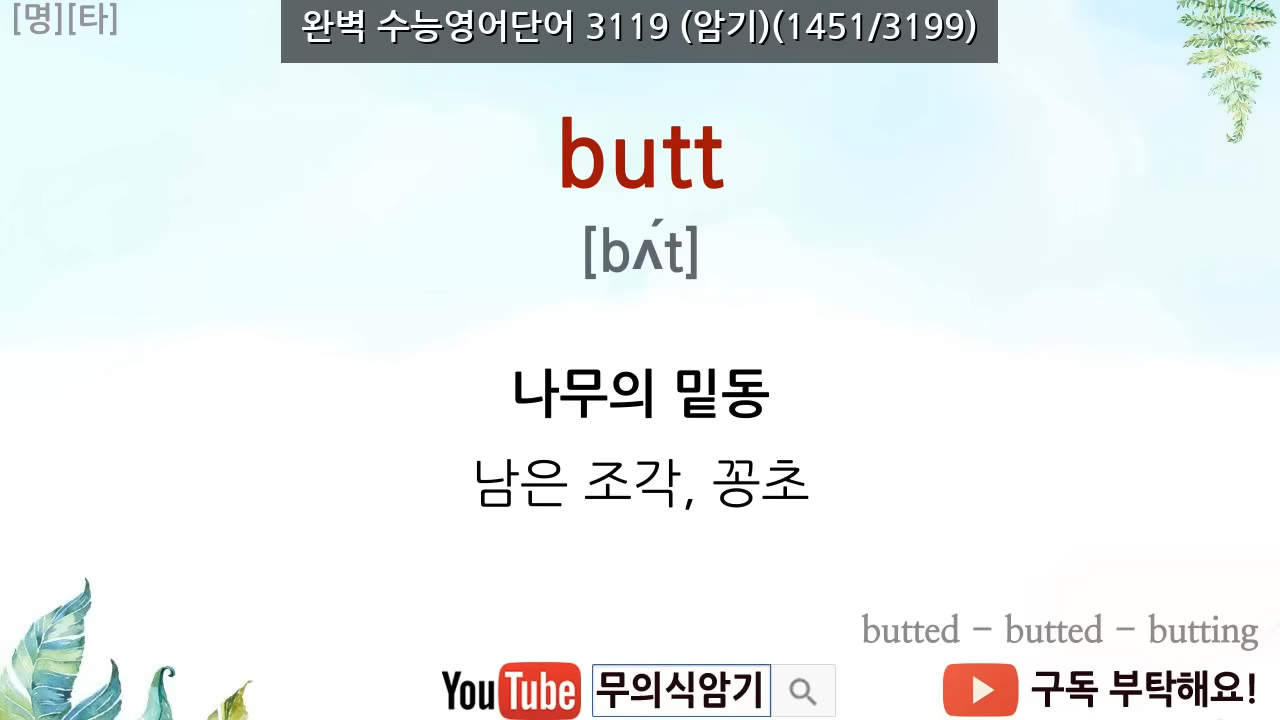 [명][타]
완벽 수능영어단어 3119 (암기)(1451/3199)
butt
[bʌ́t]
나무의 밑동
남은 조각, 꽁초
butted - butted - butting
YouTube 무의식암기
구독 부탁해요!